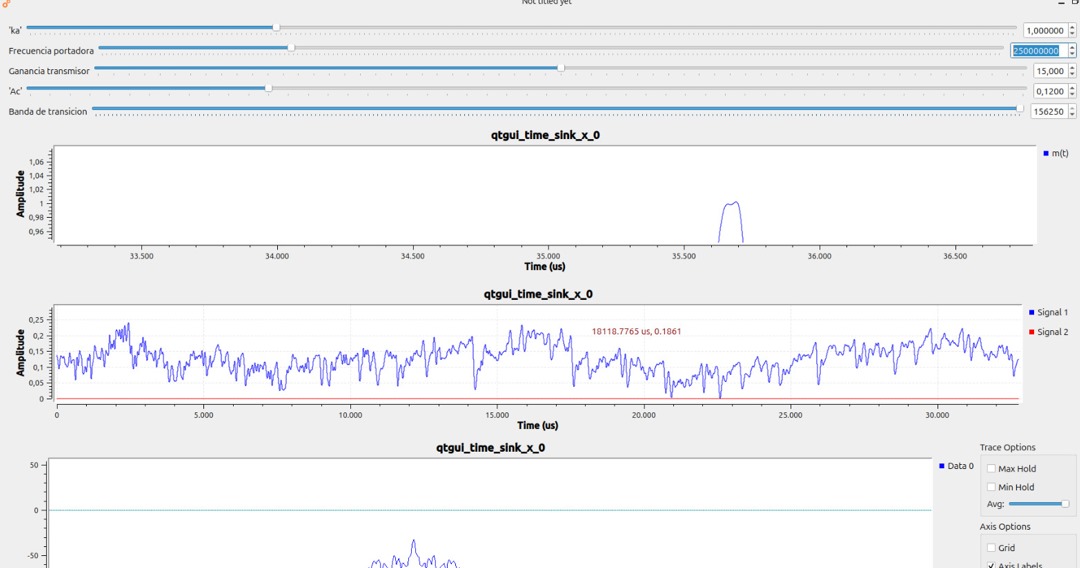 Not titled yet
'ka'
1,000000
Frecuencia portadora
250000000
Ganancia transmisor
15,000
'Ac'
0,1200
Banda de transicion
156250
qtgui_time_sink_x_0
Amplitude
1,06
1,04
1,02
1
0,98
0,96
m(t)
33.500 34.000 34.500 35.000 35.500 36.000 36.500
Time (us)
qtgui_time_sink_x_0
Amplitude
0,25
0,2
0,15
0,1
0,05
0
18118.7765 us, 0.1861
Signal 1
Signal 2
0 5.000 10.000 15.000 20.000 25.000 30.000
Time (us)
qtgui_time_sink_x_0
50
0
-50
Data 0
Trace Options
Max Hold
Min Hold
Avg:
Axis Options
Grid
Axis Labels